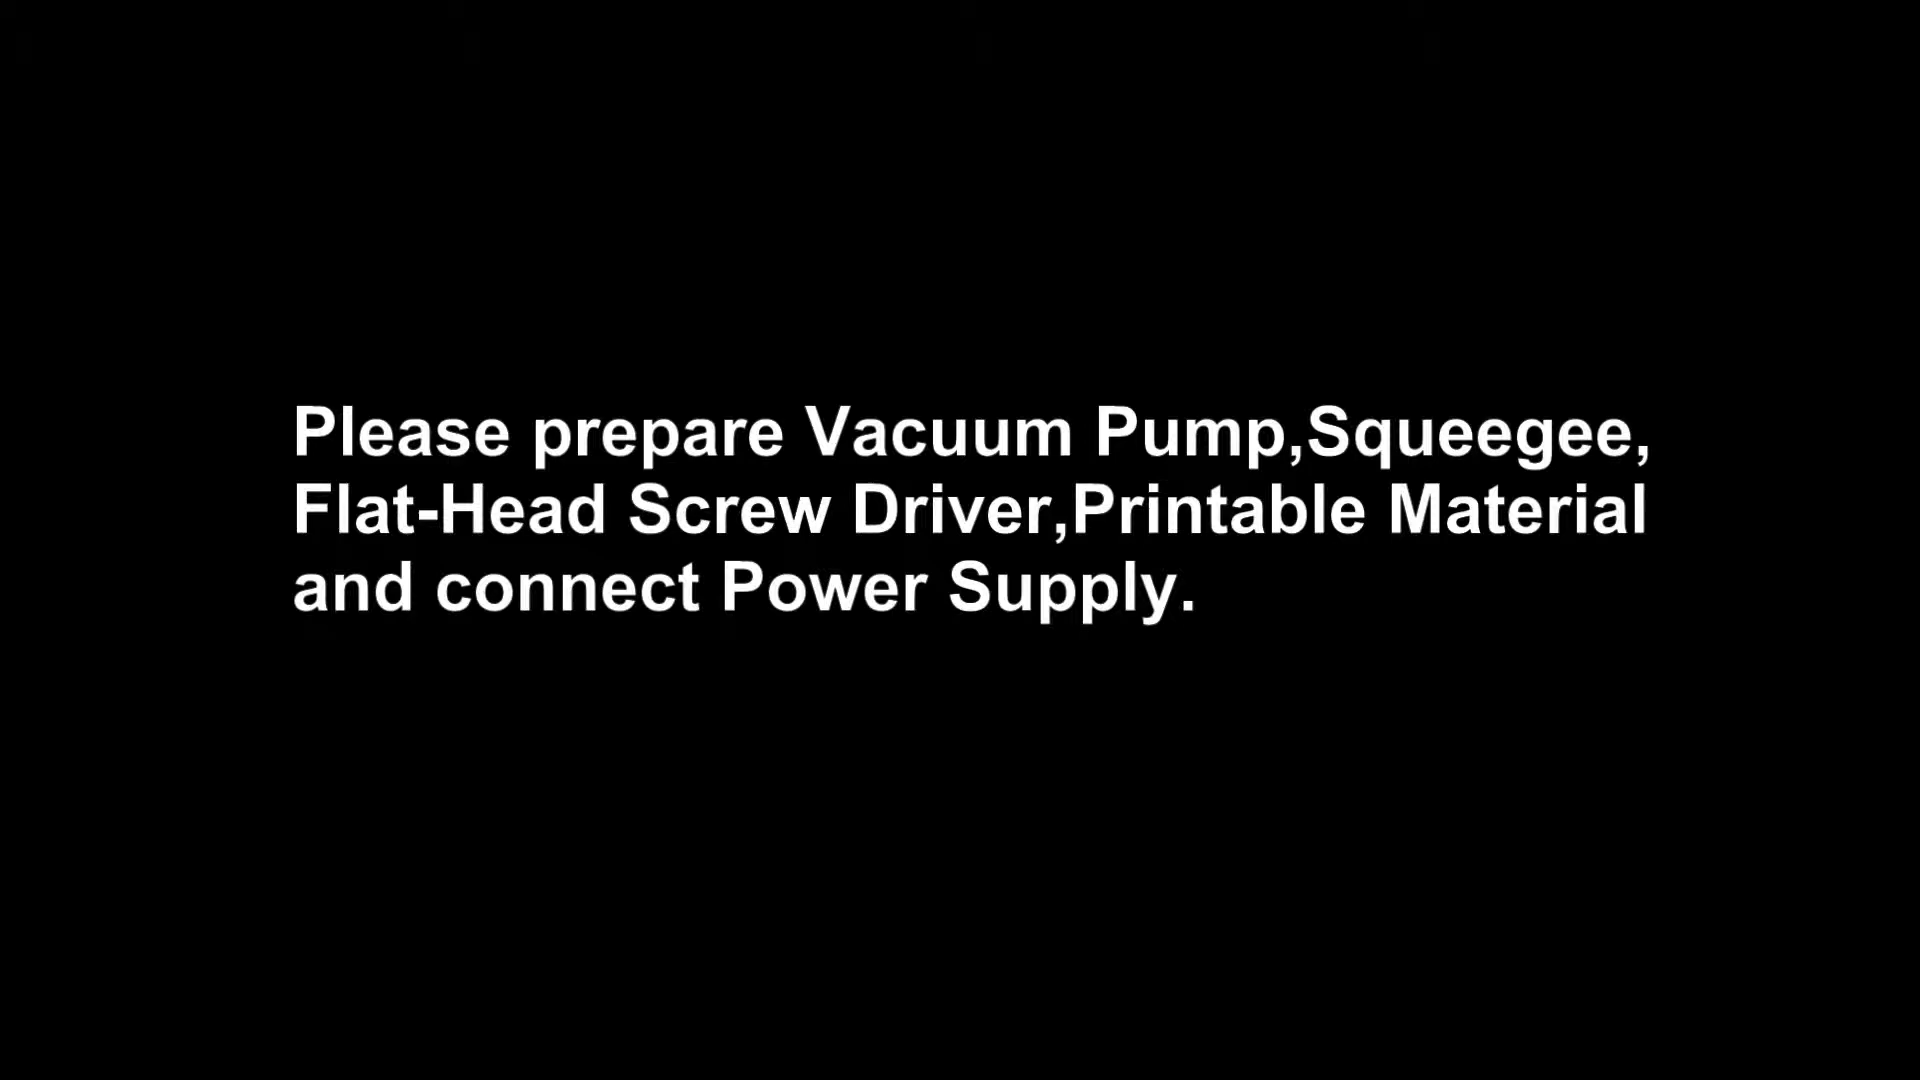 Please prepare Vacuum Pump,Squeegee,
Flat-Head Screw Driver,Printable Material
and connect Power Supply.